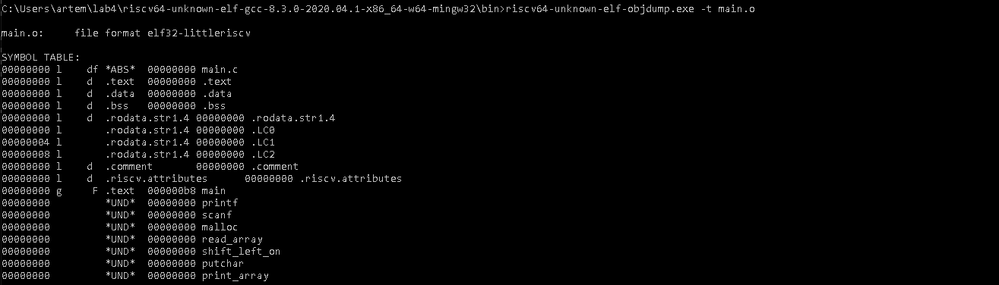 C:\Users\artem\lab4\riscv64-unknown-elf-gcc-8.3.0-2020.04.1-x86_64-w64-mingw32\bin>riscv64-unknown-elf-objdump.exe -t main.o
main.o:     file format elf32-littleriscv
SYMBOL TABLE:
00000000 l    df *ABS*  00000000 main.c
00000000 l    d  .text  00000000 .text
00000000 l    d  .data  00000000 .data
00000000 l    d  .bss   00000000 .bss
00000000 l    d  .rodata.str1.4 00000000 .rodata.str1.4
00000000 l       .rodata.str1.4 00000000 .LC0
00000004 l       .rodata.str1.4 00000000 .LC1
00000008 l       .rodata.str1.4 00000000 .LC2
00000000 l    d  .comment       00000000 .comment
00000000 l    d  .riscv.attributes      00000000 .riscv.attributes
00000000 g     F .text  000000b8 main
00000000         *UND*  00000000 printf
00000000         *UND*  00000000 scanf
00000000         *UND*  00000000 malloc
00000000         *UND*  00000000 read_array
00000000         *UND*  00000000 shift_left_on
00000000         *UND*  00000000 putchar
00000000         *UND*  00000000 print_array